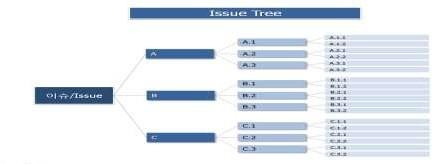 Issue Tree
이슈/Issue
A
A.1
A.1.1
A.1.2
A.2
A.2.1
A.2.2
A.3
A.3.1
A.3.2
B
B.1
B.1.1
B.1.2
B.2
B.2.1
B.2.2
B.3
B.3.1
B.3.2
C
C.1
C.1.1
C.1.2
C.2
C.2.1
C.2.2
C.3
C.3.1
C.3.2